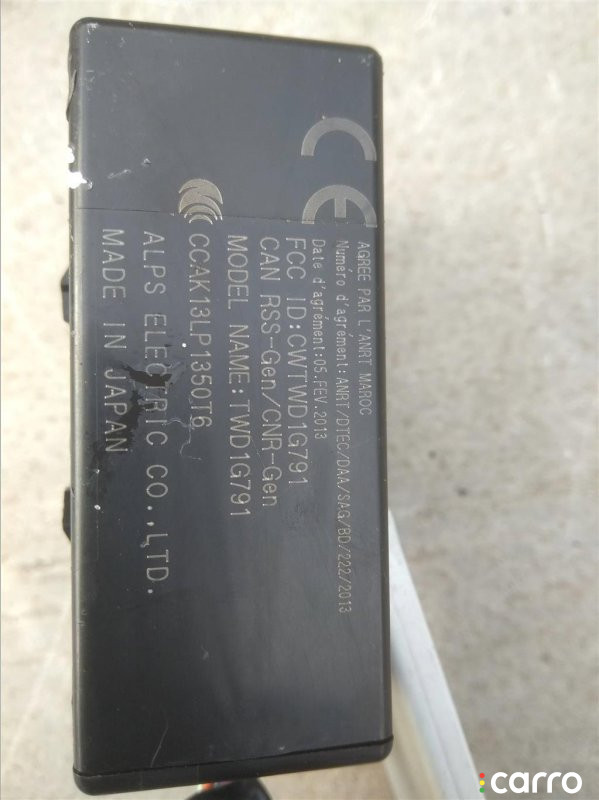 CE
AGREE PAR L'ANRT MAROC
Numéro d'agrément:ANRT/DTEC/DAA/SAG/BD/222/2013
Date d'agrément:05.FEV.2013
FCC ID:CWTWD1G791
CAN RSS-Gen/CNR-Gen
MODEL NAME:TWD1G791
CCAK13LP1350T6
ALPS ELECTRIC CO.,LTD.
MADE IN JAPAN
carro